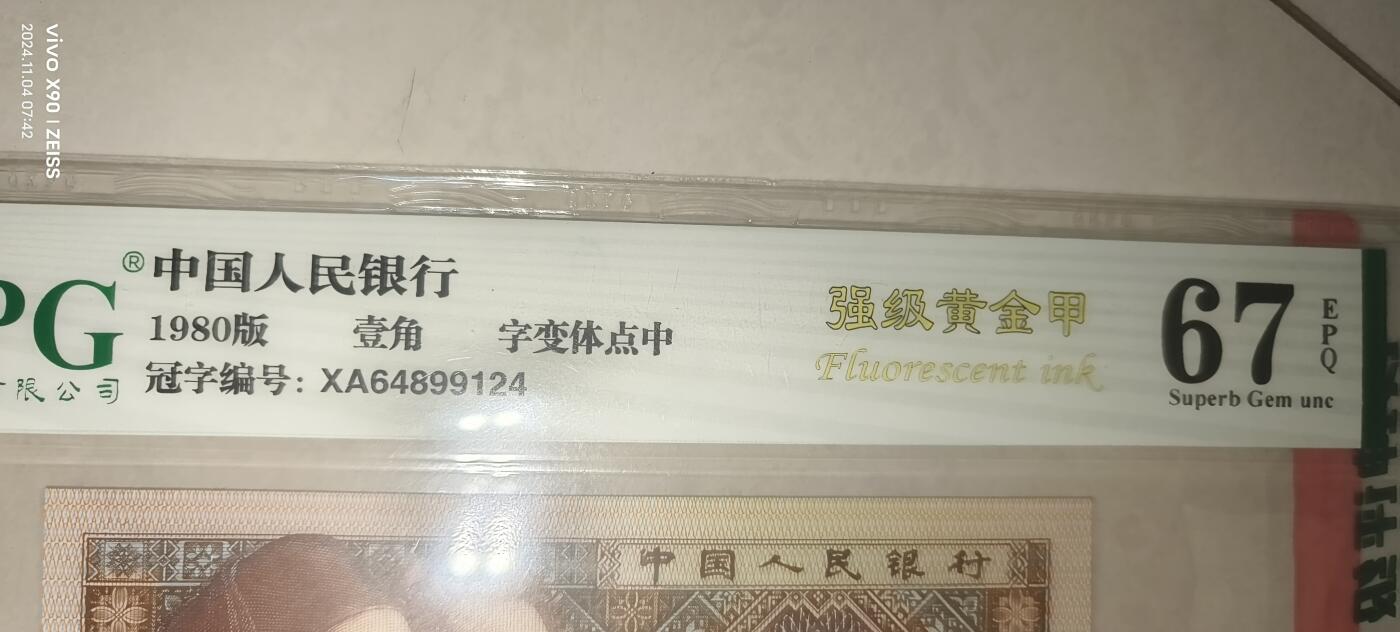 vivo X90 | ZEISS
2024.11.04 07:42
PG®
限公司
中国人民银行
1980版 壹角 字变体点中
冠字编号: XA64899124
强级黄金甲
Fluorescent ink
67
EPQ
Superb Gem unc
中国人民银行